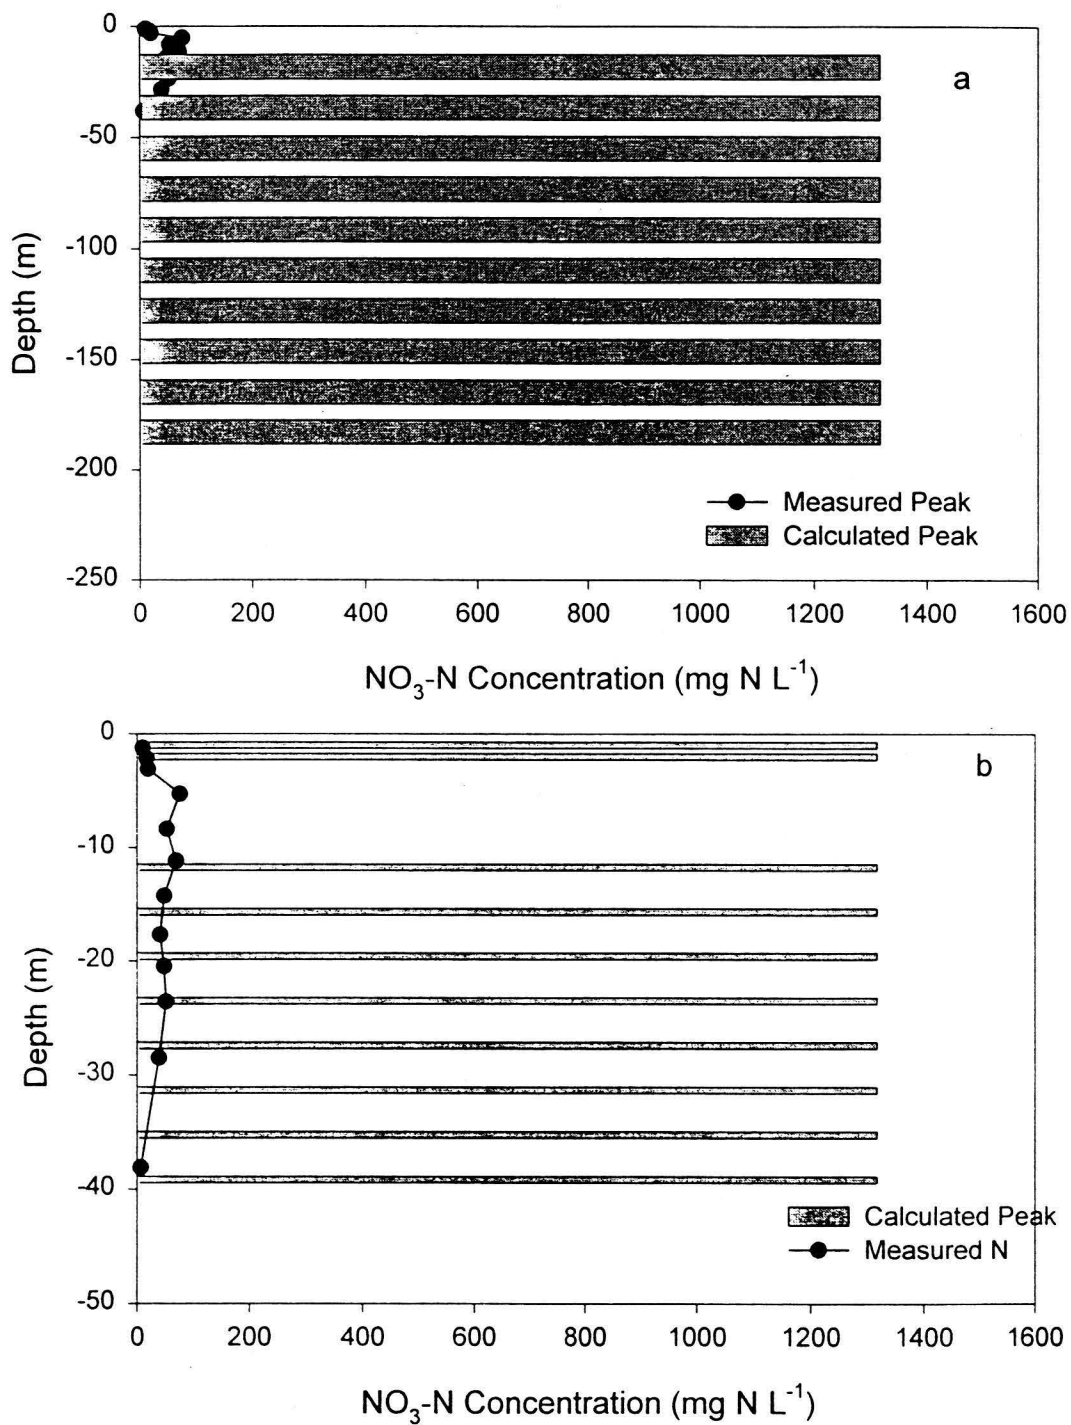 0
-50
-100
-150
-200
-250
Depth (m)
a
Measured Peak
Calculated Peak
0 200 400 600 800 1000 1200 1400 1600
NO₃-N Concentration (mg N L⁻¹)
0
-10
-20
-30
-40
-50
Depth (m)
b
Calculated Peak
Measured N
0 200 400 600 800 1000 1200 1400 1600
NO₃-N Concentration (mg N L⁻¹)